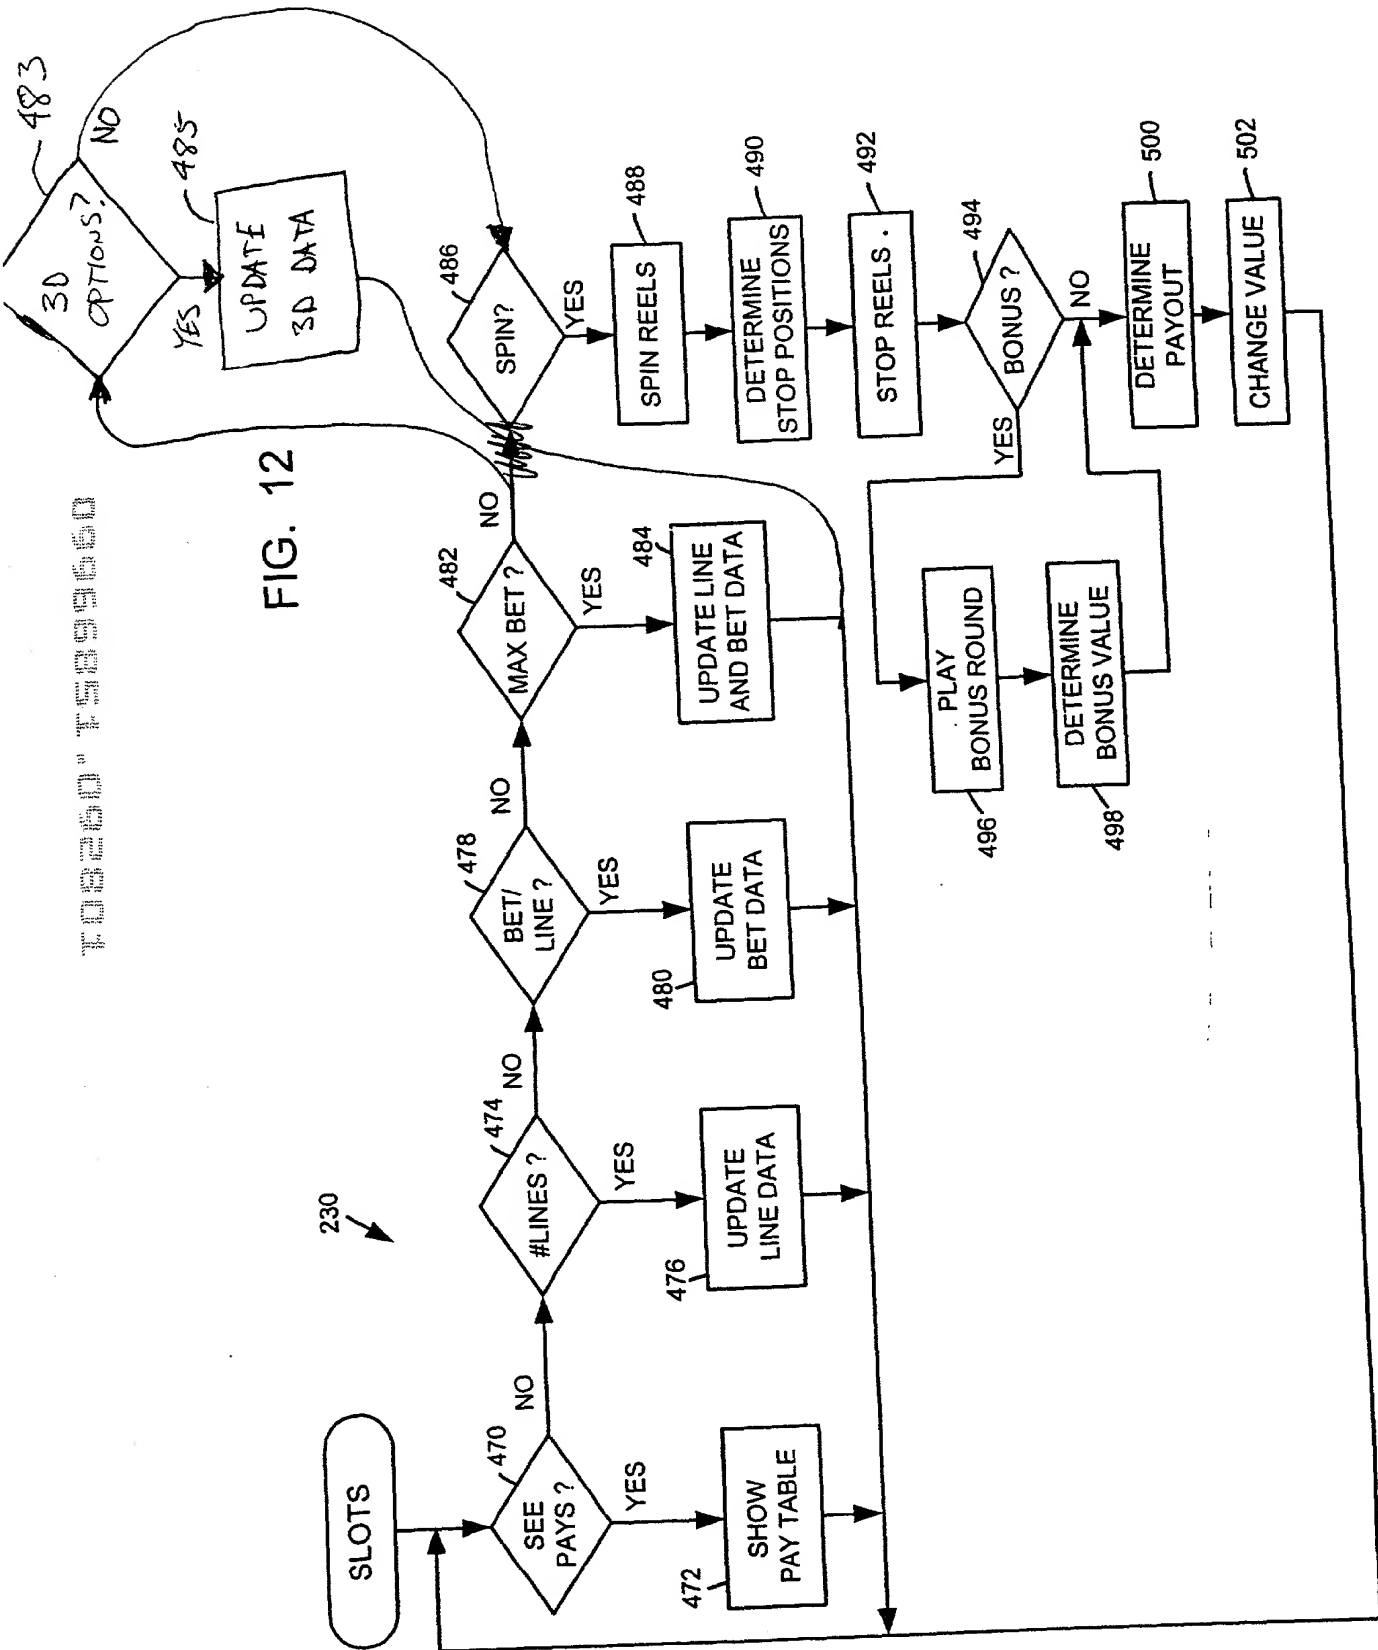 FIG. 12
230
SLOTS
SEE
PAYS ?
470
NO
YES
SHOW
PAY TABLE
472
#LINES ?
474
NO
YES
UPDATE
LINE DATA
476
BET/
LINE ?
478
NO
YES
UPDATE
BET DATA
480
MAX BET ?
482
NO
YES
UPDATE LINE
AND BET DATA
484
3D
OPTIONS?
483
NO
YES
UPDATE
3D DATA
485
SPIN?
486
YES
SPIN REELS
488
DETERMINE
STOP POSITIONS
490
STOP REELS .
492
BONUS ?
494
YES
NO
PLAY
BONUS ROUND
496
DETERMINE
BONUS VALUE
498
DETERMINE
PAYOUT
500
CHANGE VALUE
502